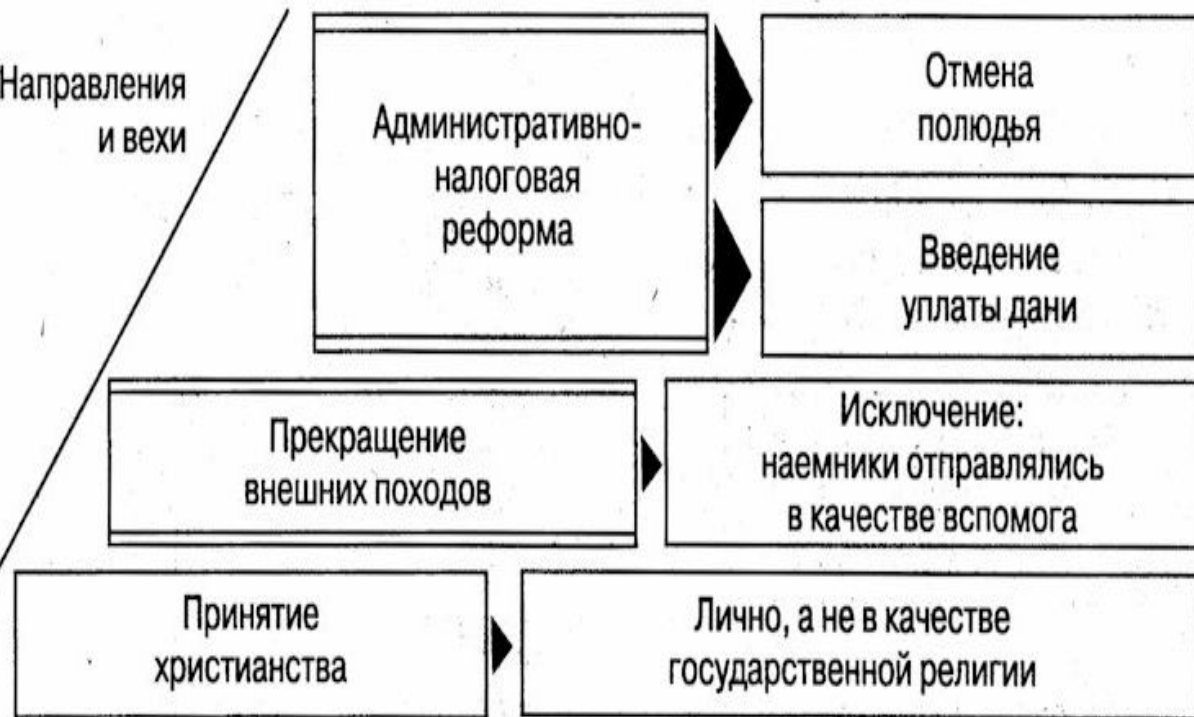 Направления
и вехи
Административно-
налоговая
реформа
Отмена
полюдья
Введение
уплаты дани
Прекращение
внешних походов
Исключение:
наемники отправлялись
в качестве вспомога
Принятие
христианства
Лично, а не в качестве
государственной религии